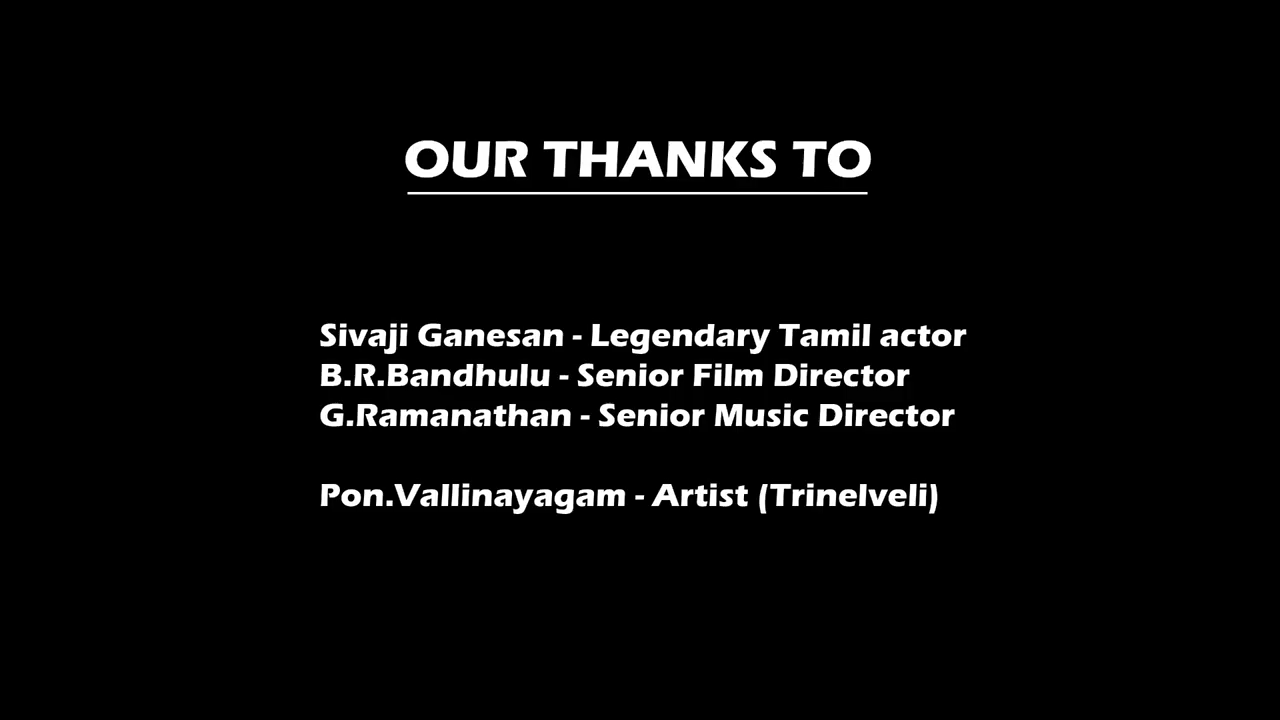 OUR THANKS TO
Sivaji Ganesan - Legendary Tamil actor
B.R.Bandhulu - Senior Film Director
G.Ramanathan - Senior Music Director
Pon.Vallinayagam - Artist (Trinelveli)